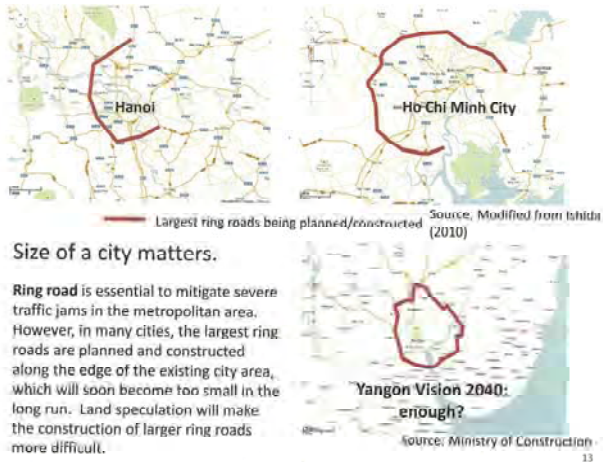 Hanoi
Ho Chi Minh City
Largest ring roads being planned/constructed
Source, Modified from Ishida
(2010)
Size of a city matters.
Ring road is essential to mitigate severe
traffic jams in the metropolitan area.
However, in many cities, the largest ring
roads are planned and constructed
along the edge of the existing city area,
which will soon become too small in the
long run. Land speculation will make
the construction of larger ring roads
more difficult.
Yangon Vision 2040:
enough?
Source: Ministry of Construction
13